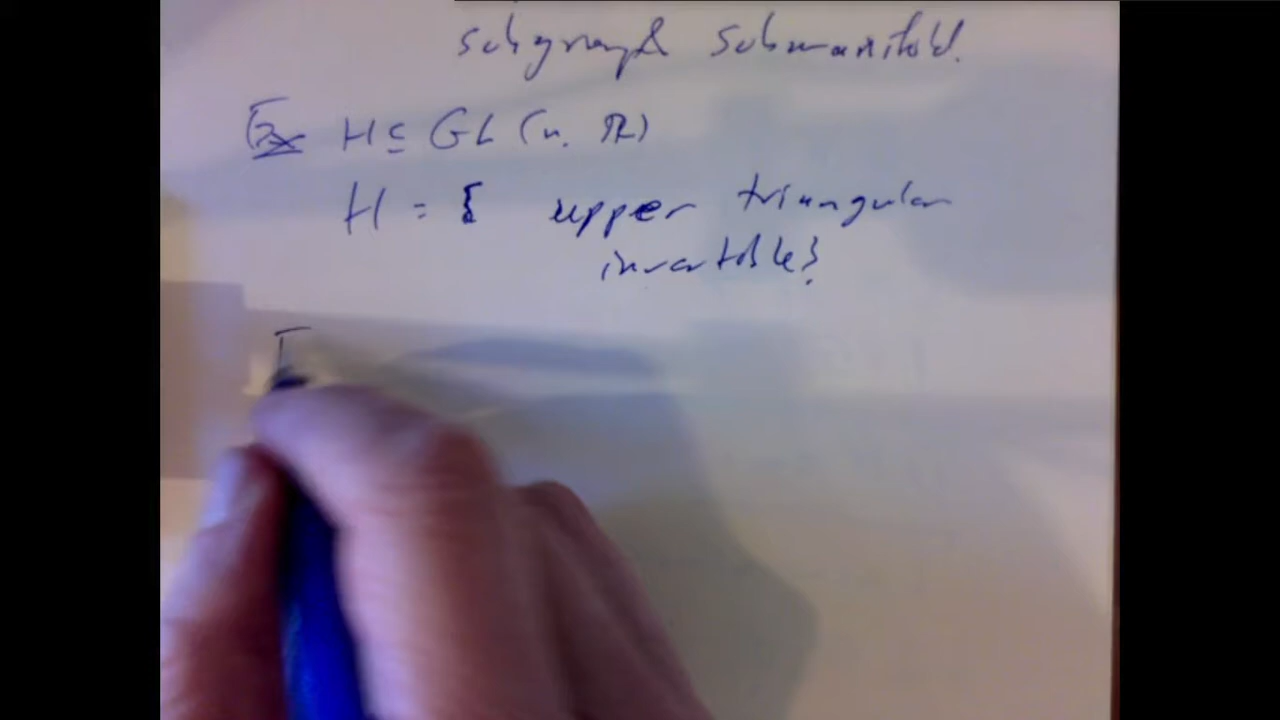 subgroup & submanifold.
Ex H ⊆ GL(n, ℝ)
H = { upper triangular
invertible}